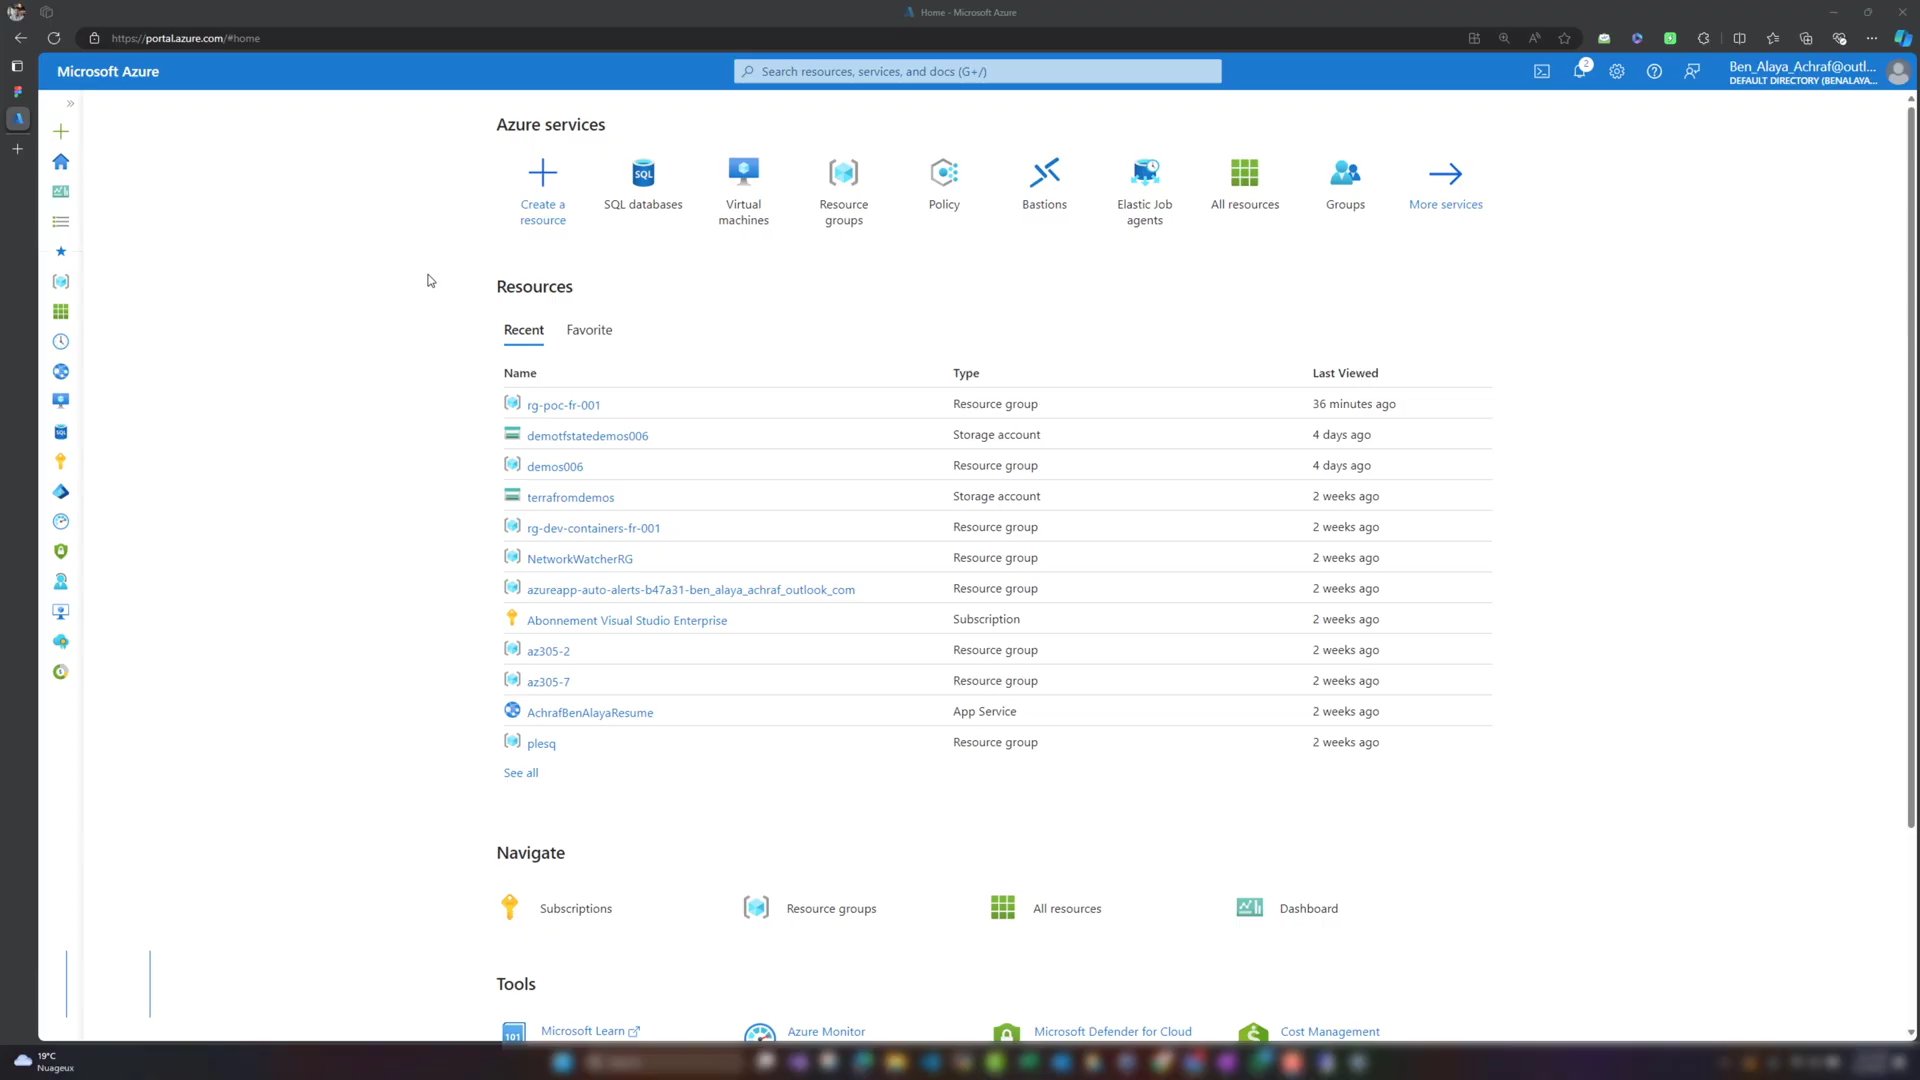 Home - Microsoft Azure
https://portal.azure.com/#home
Microsoft Azure
Search resources, services, and docs (G+/)
2
Ben_Alaya_Achraf@outl...
DEFAULT DIRECTORY (BENALAYA...
Azure services
Create a resource
SQL databases
Virtual machines
Resource groups
Policy
Bastions
Elastic Job agents
All resources
Groups
More services
Resources
Recent Favorite
Name Type Last Viewed
rg-poc-fr-001 Resource group 36 minutes ago
demotfstatedemos006 Storage account 4 days ago
demos006 Resource group 4 days ago
terrafromdemos Storage account 2 weeks ago
rg-dev-containers-fr-001 Resource group 2 weeks ago
NetworkWatcherRG Resource group 2 weeks ago
azureapp-auto-alerts-b47a31-ben_alaya_achraf_outlook_com Resource group 2 weeks ago
Abonnement Visual Studio Enterprise Subscription 2 weeks ago
az305-2 Resource group 2 weeks ago
az305-7 Resource group 2 weeks ago
AchrafBenAlayaResume App Service 2 weeks ago
plesq Resource group 2 weeks ago
See all
Navigate
Subscriptions Resource groups All resources Dashboard
Tools
Microsoft Learn Azure Monitor Microsoft Defender for Cloud Cost Management
19°C
Nuageux